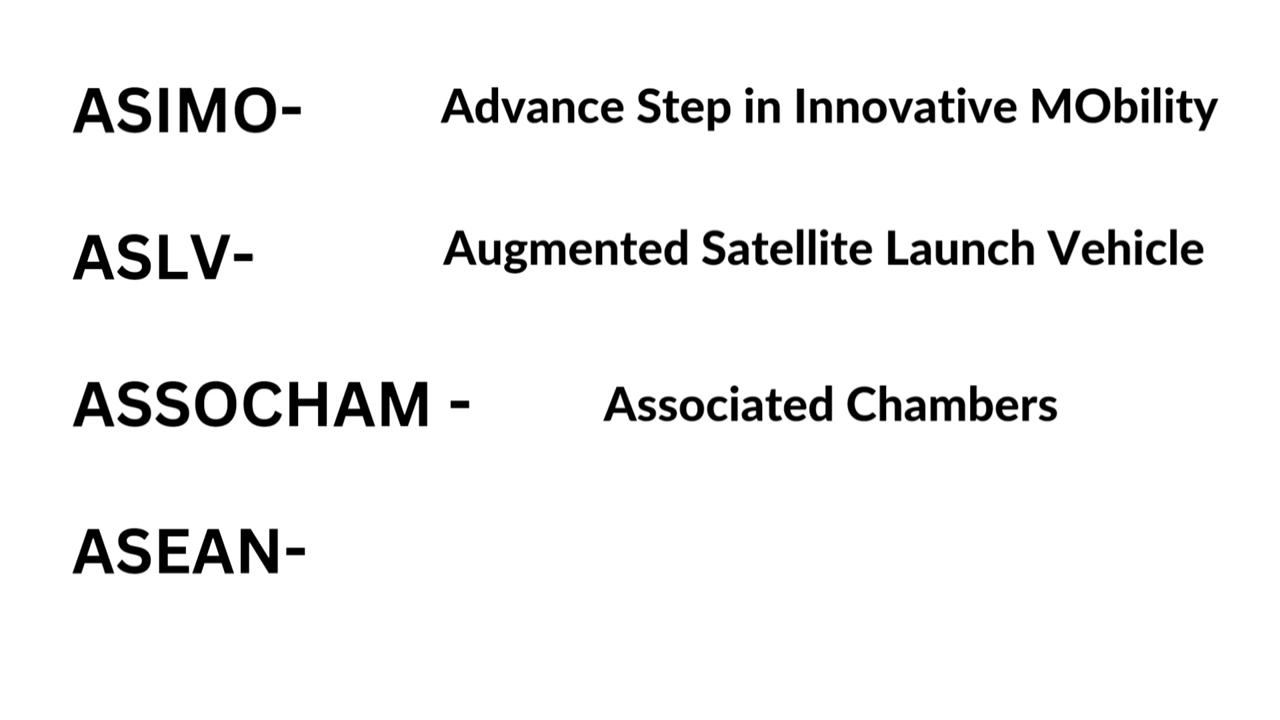 ASIMO- Advance Step in Innovative MObility
ASLV- Augmented Satellite Launch Vehicle
ASSOCHAM - Associated Chambers
ASEAN-